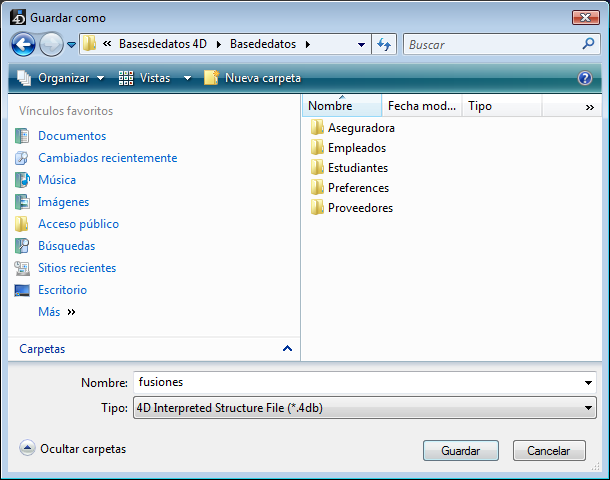 Guardar como
Basesdedatos 4D
Basededatos
Buscar
Organizar
Vistas
Nueva carpeta
Vínculos favoritos
Documentos
Cambiados recientemente
Música
Imágenes
Acceso público
Búsquedas
Sitios recientes
Escritorio
Más »
Carpetas
Nombre
Fecha mod...
Tipo
»
Aseguradora
Empleados
Estudiantes
Preferences
Proveedores
Nombre: fusiones
Tipo: 4D Interpreted Structure File (*.4db)
Ocultar carpetas
Guardar
Cancelar